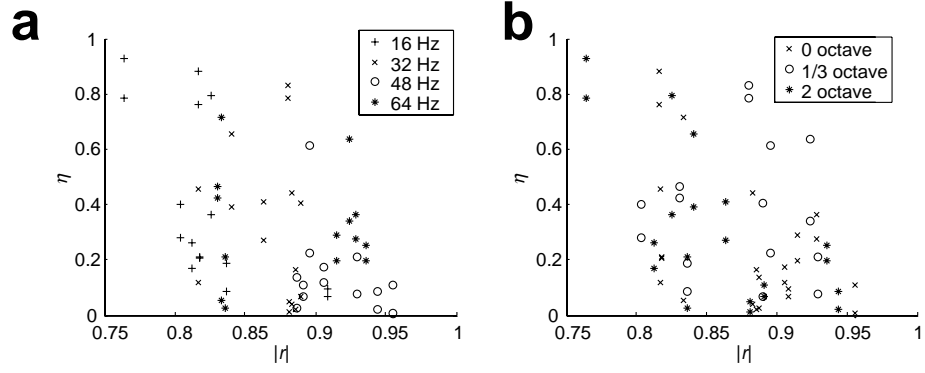 a
1
0.8
0.6
0.4
0.2
0
η
0.75
0.8
0.85
0.9
0.95
1
|r|
+ 16 Hz
× 32 Hz
○ 48 Hz
* 64 Hz
b
1
0.8
0.6
0.4
0.2
0
η
0.75
0.8
0.85
0.9
0.95
1
|r|
× 0 octave
○ 1/3 octave
* 2 octave